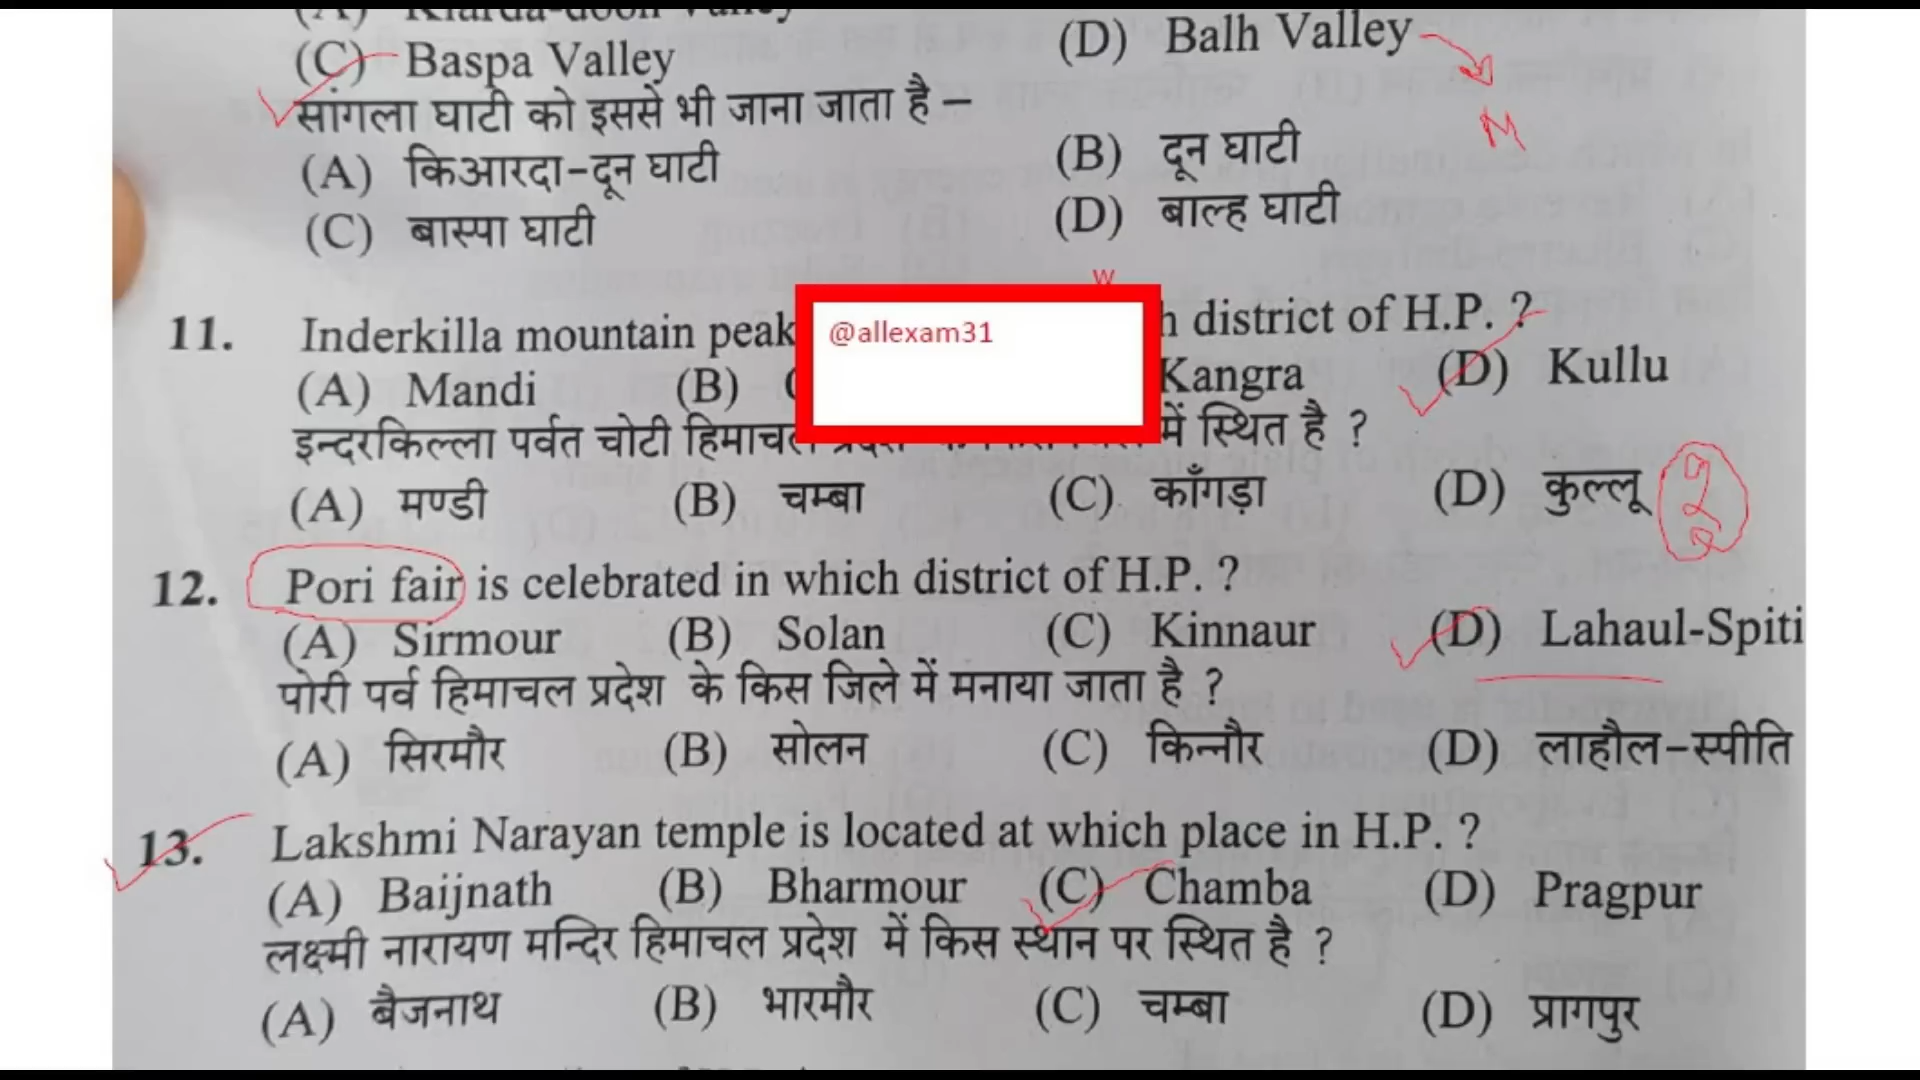 (A) Kiarda-doon Valley
(C) Baspa Valley (D) Balh Valley
M
सांगला घाटी को इससे भी जाना जाता है –
(A) किआरदा-दून घाटी (B) दून घाटी
(C) बास्पा घाटी (D) बाल्ह घाटी
w
@allexam31
11. Inderkilla mountain peak district of H.P. ?
(A) Mandi (B) Kangra (D) Kullu
इन्दरकिल्ला पर्वत चोटी हिमाचल में स्थित है ?
(A) मण्डी (B) चम्बा (C) काँगड़ा (D) कुल्लू
12. Pori fair is celebrated in which district of H.P. ?
(A) Sirmour (B) Solan (C) Kinnaur (D) Lahaul-Spiti
पोरी पर्व हिमाचल प्रदेश के किस जिले में मनाया जाता है ?
(A) सिरमौर (B) सोलन (C) किन्नौर (D) लाहौल-स्पीति
13. Lakshmi Narayan temple is located at which place in H.P. ?
(A) Baijnath (B) Bharmour (C) Chamba (D) Pragpur
लक्ष्मी नारायण मन्दिर हिमाचल प्रदेश में किस स्थान पर स्थित है ?
(A) बैजनाथ (B) भारमौर (C) चम्बा (D) प्रागपुर